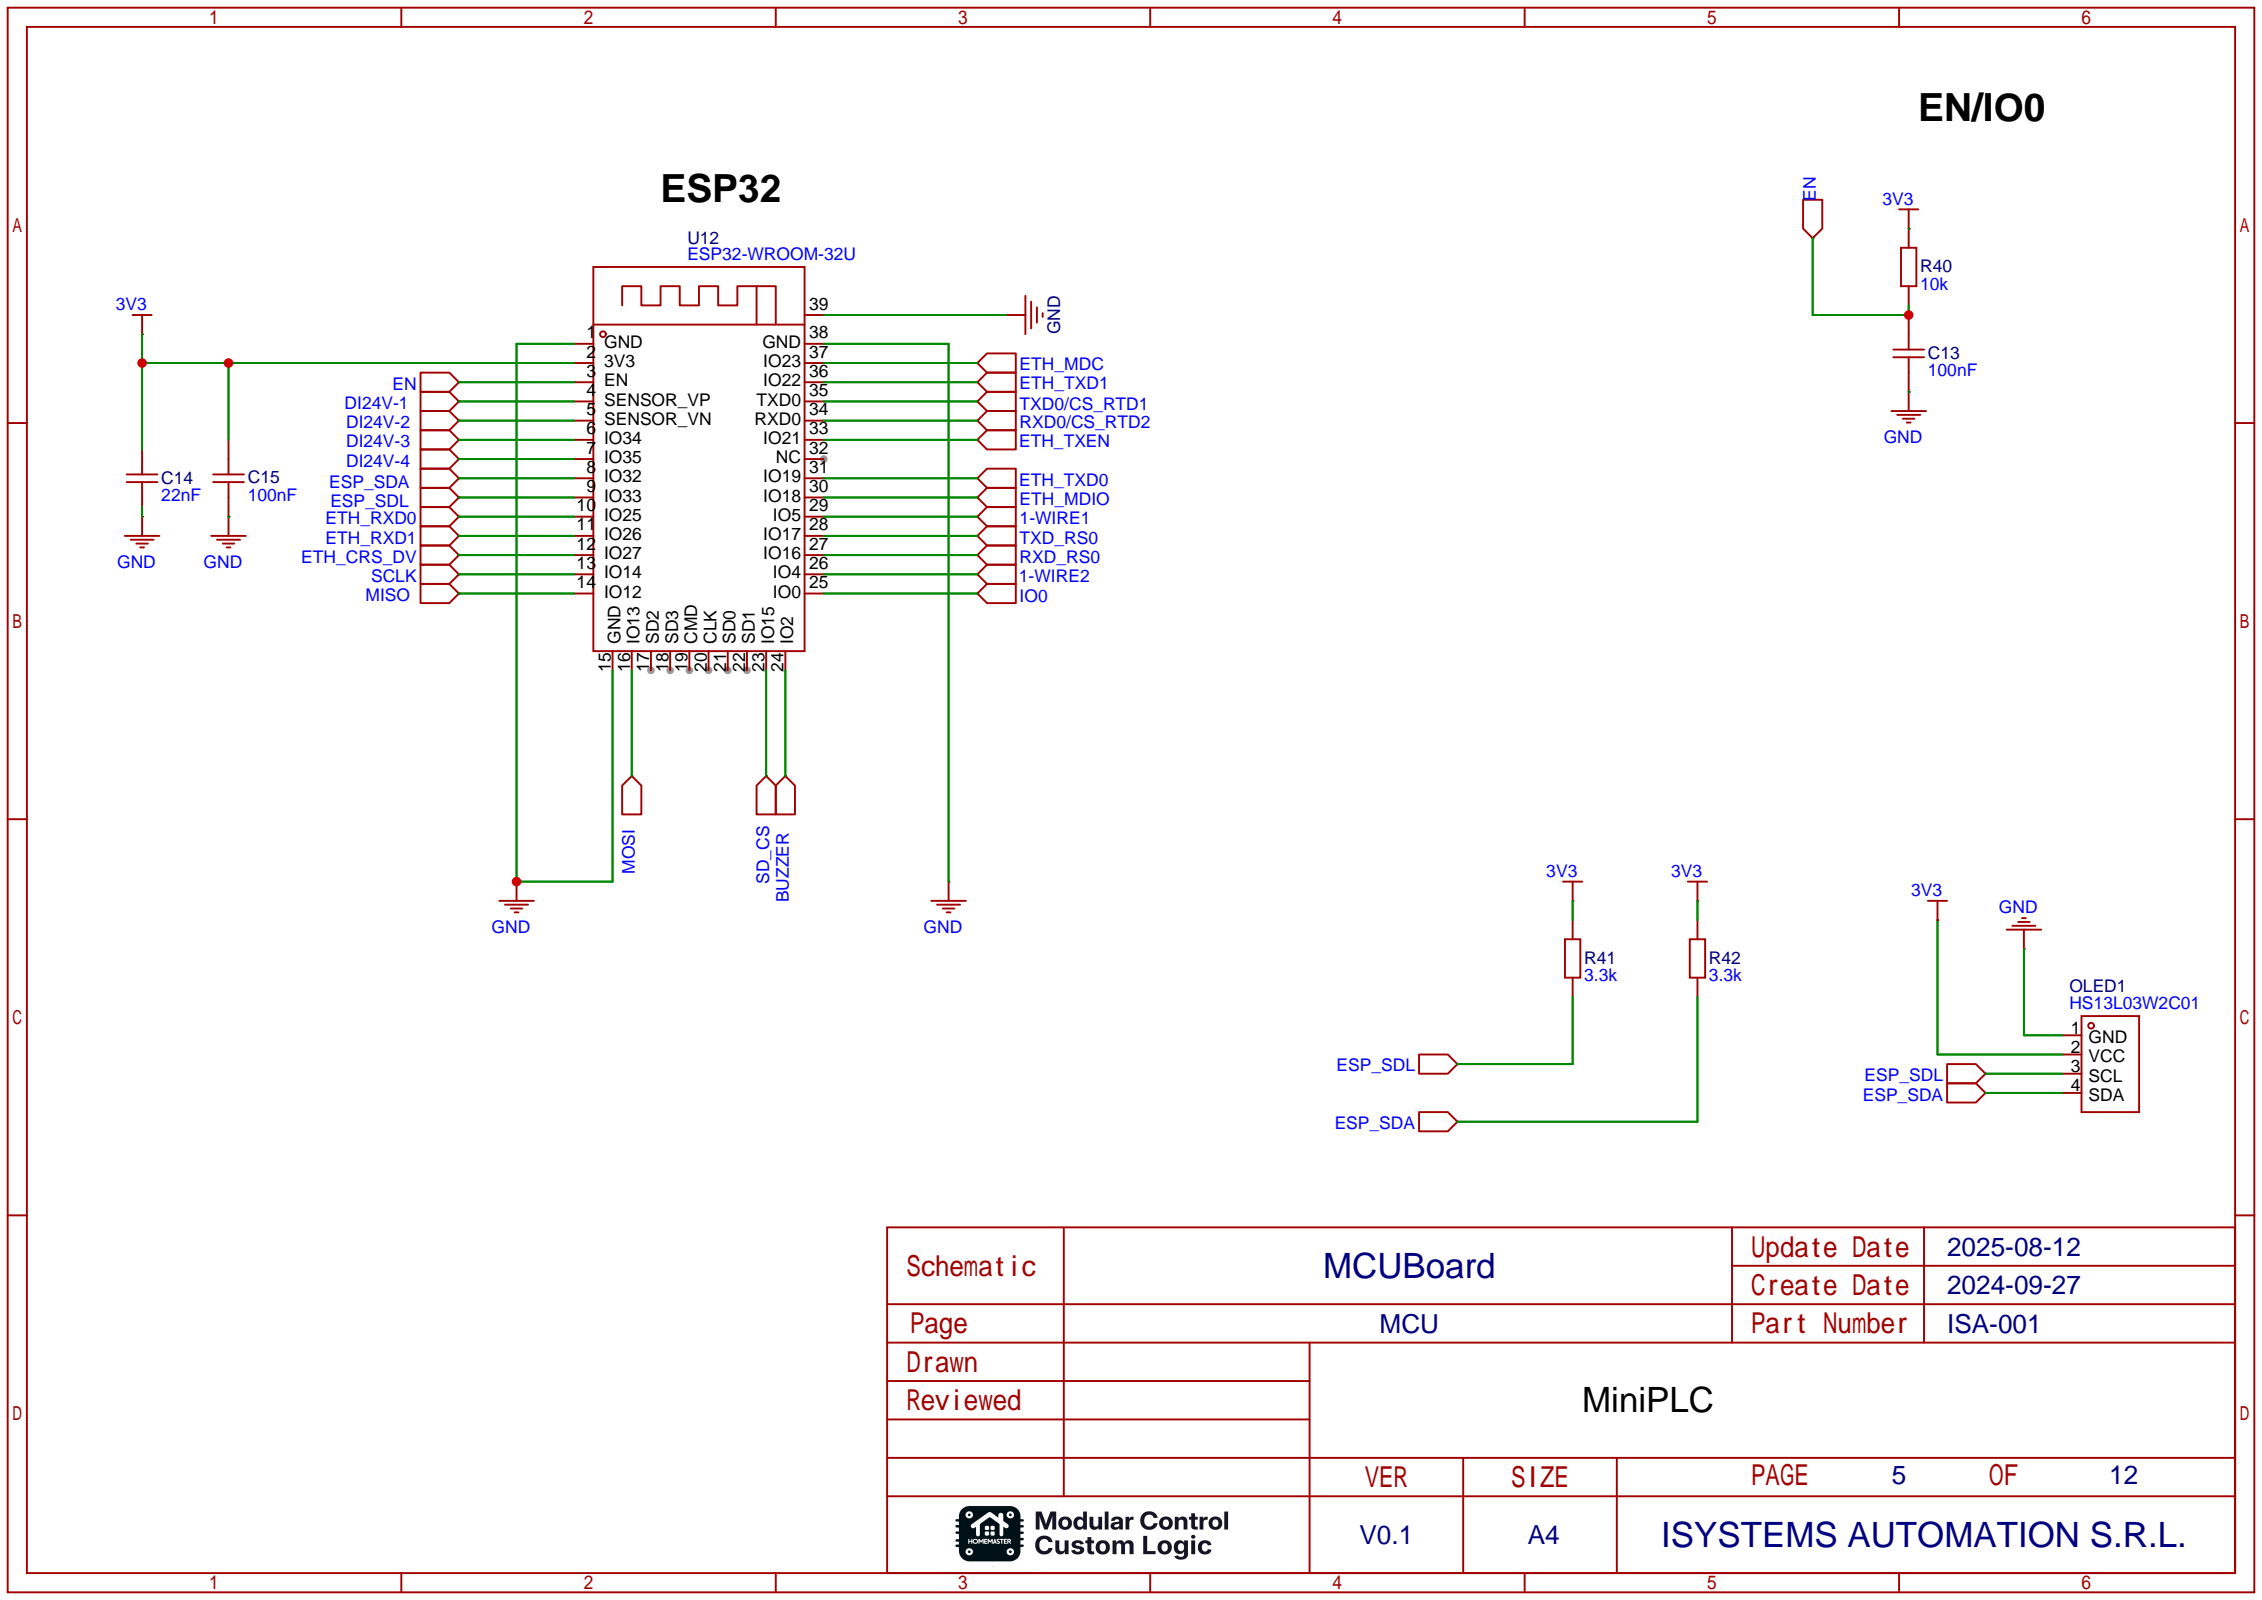 1 2 3 4 5 6
A
B
C
D
A
B
C
D
EN/IO0
ESP32
U12
ESP32-WROOM-32U
3V3
C14
22nF
C15
100nF
GND
GND
EN
DI24V-1
DI24V-2
DI24V-3
DI24V-4
ESP_SDA
ESP_SDL
ETH_RXD0
ETH_RXD1
ETH_CRS_DV
SCLK
MISO
1 GND
2 3V3
3 EN
4 SENSOR_VP
5 SENSOR_VN
6 IO34
7 IO35
8 IO32
9 IO33
10 IO25
11 IO26
12 IO27
13 IO14
14 IO12
39
GND
GND 38
IO23 37
IO22 36
TXD0 35
RXD0 34
IO21 33
NC 32
IO19 31
IO18 30
IO5 29
IO17 28
IO16 27
IO4 26
IO0 25
ETH_MDC
ETH_TXD1
TXD0/CS_RTD1
RXD0/CS_RTD2
ETH_TXEN
ETH_TXD0
ETH_MDIO
1-WIRE1
TXD_RS0
RXD_RS0
1-WIRE2
IO0
GND IO13 SD2 SD3 CMD CLK SD0 SD1 IO15 IO2
15 16 17 18 19 20 21 22 23 24
MOSI
SD_CS
BUZZER
GND
GND
EN
3V3
R40
10k
C13
100nF
GND
3V3
R41
3.3k
3V3
R42
3.3k
ESP_SDL
ESP_SDA
3V3
GND
OLED1
HS13L03W2C01
1 GND
2 VCC
3 SCL
4 SDA
ESP_SDL
ESP_SDA
Schematic MCUBoard
Update Date 2025-08-12
Create Date 2024-09-27
Page MCU
Part Number ISA-001
Drawn
Reviewed
MiniPLC
VER SIZE PAGE 5 OF 12
HOMEMASTER
Modular Control
Custom Logic
V0.1 A4 ISYSTEMS AUTOMATION S.R.L.
1 2 3 4 5 6